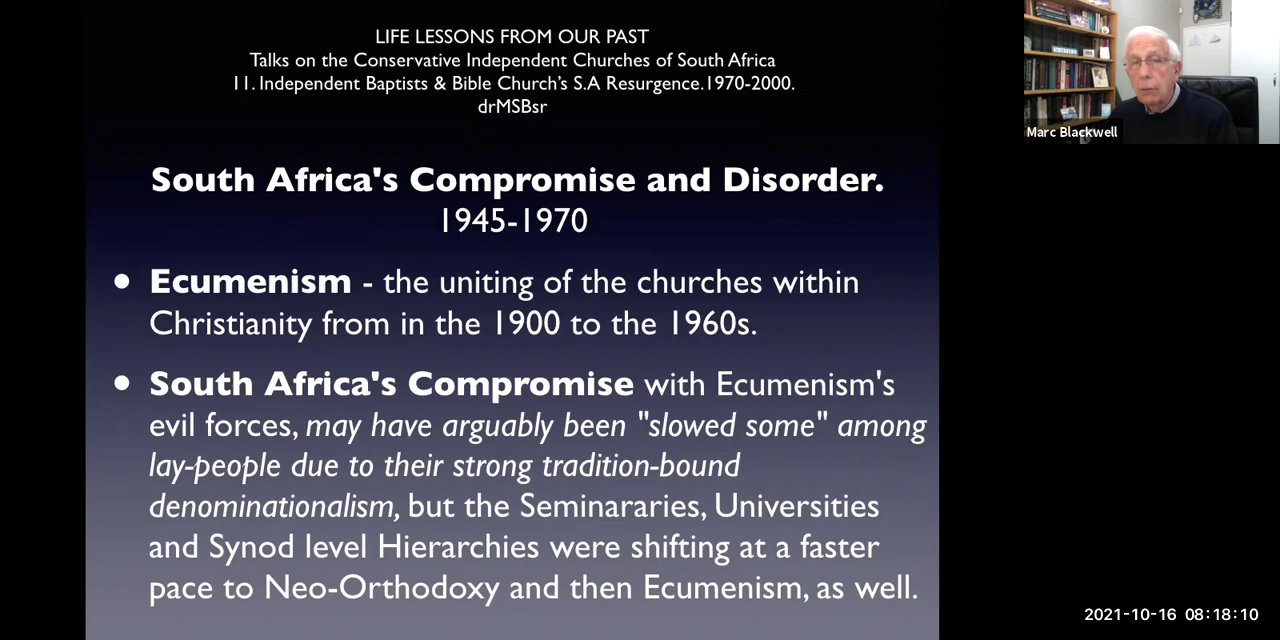 LIFE LESSONS FROM OUR PAST
Talks on the Conservative Independent Churches of South Africa
11. Independent Baptists & Bible Church's S.A Resurgence.1970-2000.
drMSBsr
South Africa's Compromise and Disorder.
1945-1970
• Ecumenism - the uniting of the churches within
Christianity from in the 1900 to the 1960s.
• South Africa's Compromise with Ecumenism's
evil forces, may have arguably been "slowed some" among
lay-people due to their strong tradition-bound
denominationalism, but the Seminararies, Universities
and Synod level Hierarchies were shifting at a faster
pace to Neo-Orthodoxy and then Ecumenism, as well.
Marc Blackwell
2021-10-16 08:18:10